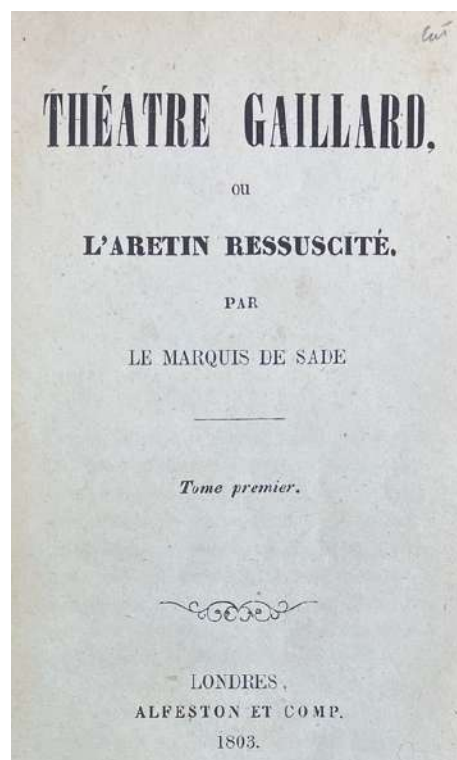 THÉATRE GAILLARD,
OU
L'ARETIN RESSUSCITÉ.
PAR
LE MARQUIS DE SADE
Tome premier.
LONDRES,
ALFESTON ET COMP.
1803.